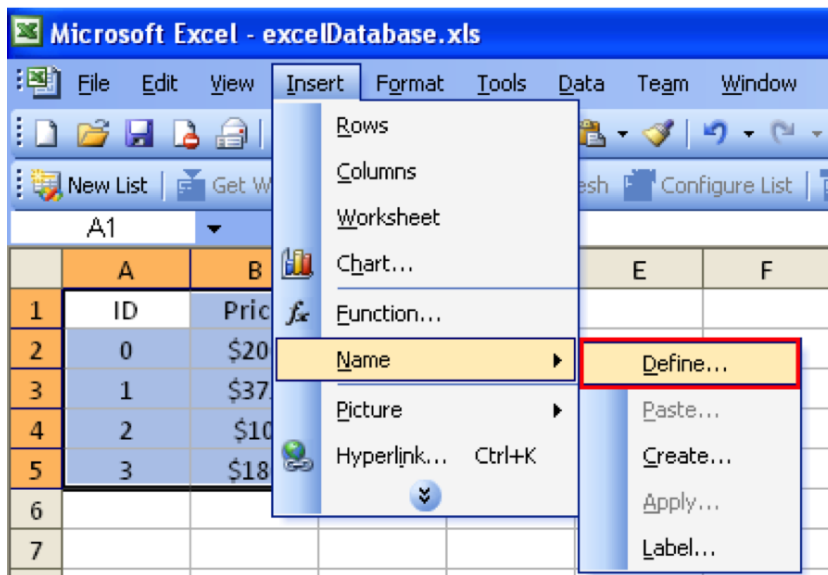 Microsoft Excel - excelDatabase.xls
File Edit View Insert Format Tools Data Team Window
Rows
New List Get W esh Configure List
Columns
A1
Worksheet
Chart...
A B E F
1 ID Pric
Function...
2 0 $20
Name
Define...
3 1 $37
Picture
Paste...
4 2 $10
Hyperlink... Ctrl+K
Create...
5 3 $18
6
Apply...
7
Label...